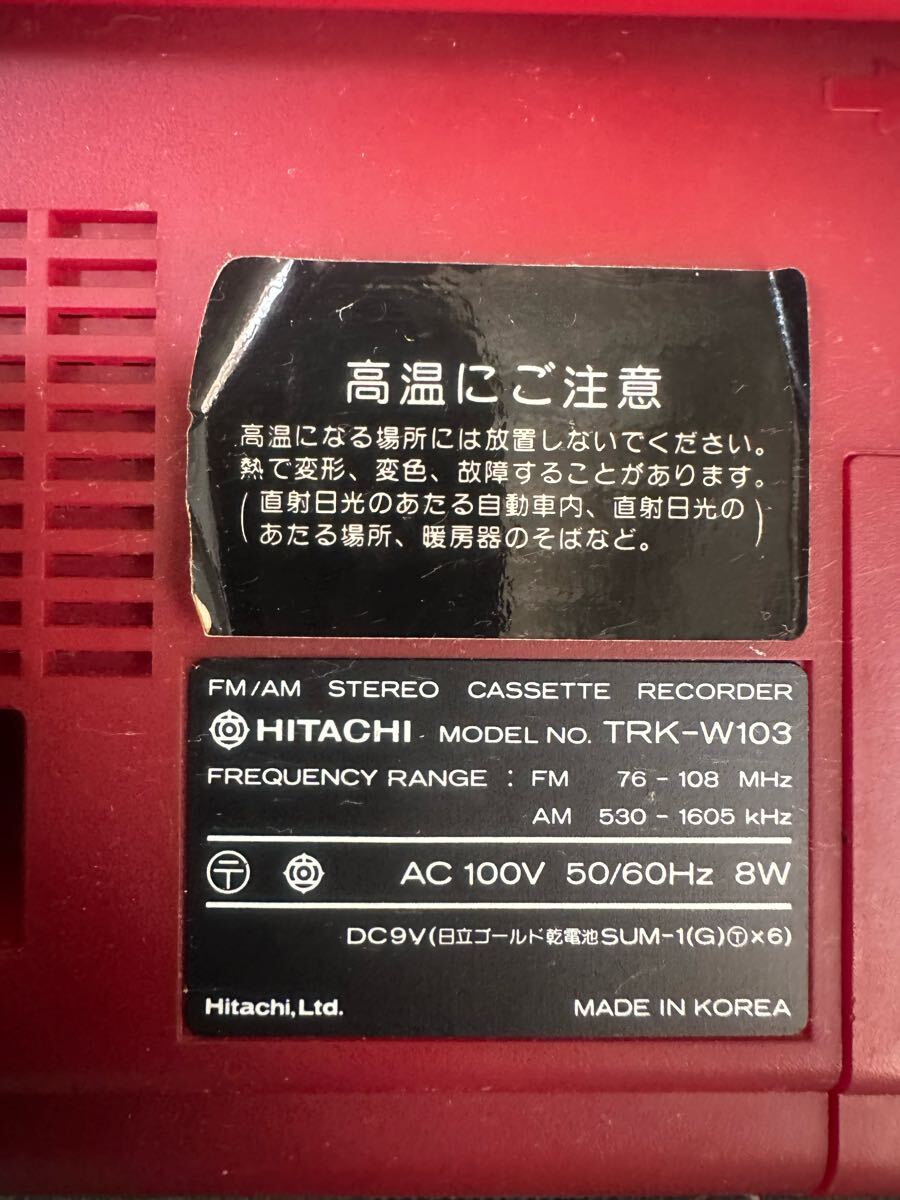 高温にご注意
高温になる場所には放置しないでください。
熱で変形、変色、故障することがあります。
(直射日光のあたる自動車内、直射日光の
あたる場所、暖房器のそばなど。)
FM/AM STEREO CASSETTE RECORDER
HITACHI MODEL NO. TRK-W103
FREQUENCY RANGE : FM 76 - 108 MHz
AM 530 - 1605 kHz
〶 AC 100V 50/60Hz 8W
DC9V(日立ゴールド乾電池SUM-1(G)Ⓣ×6)
Hitachi,Ltd. MADE IN KOREA